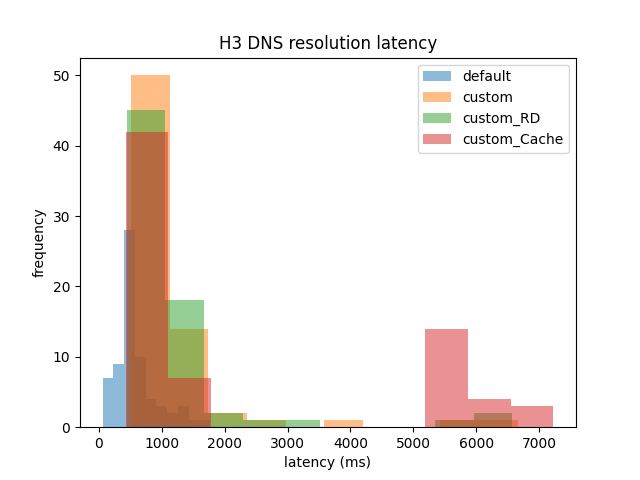 H3 DNS resolution latency
default
custom
custom_RD
custom_Cache
50
40
30
20
10
0
frequency
0 1000 2000 3000 4000 5000 6000 7000
latency (ms)